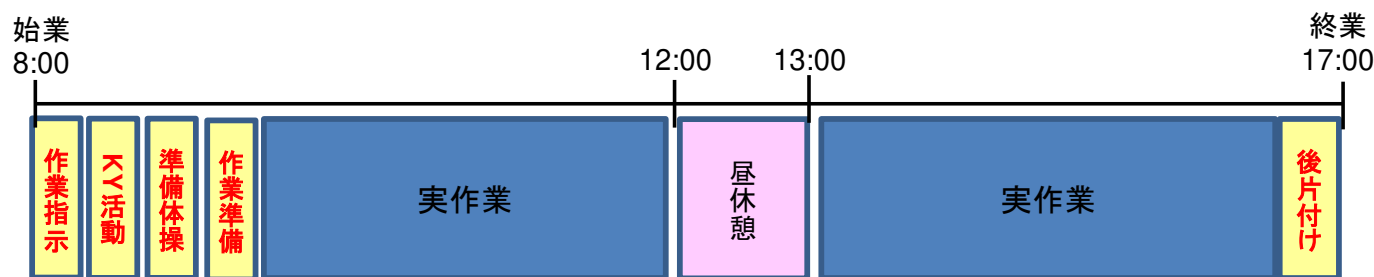 始業
8:00
12:00
13:00
終業
17:00
作業指示
KY活動
準備体操
作業準備
実作業
昼休憩
実作業
後片付け